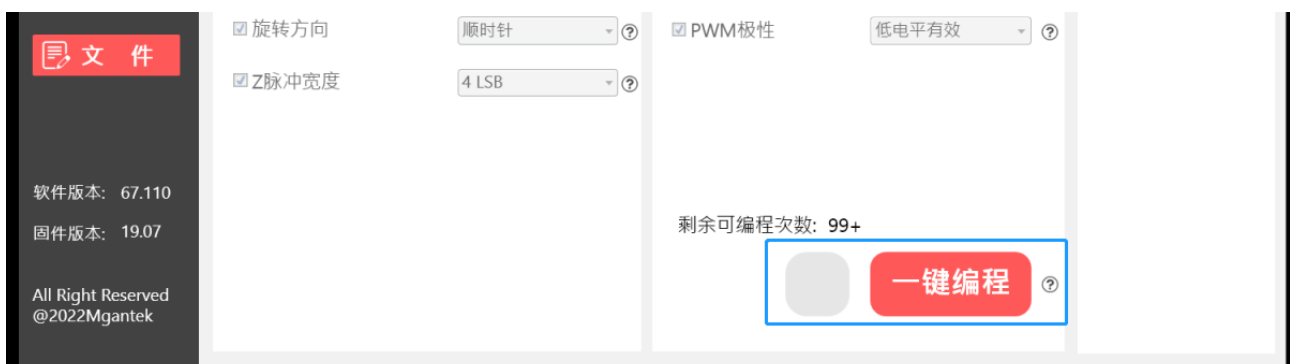 文 件
软件版本: 67.110
固件版本: 19.07
All Right Reserved
@2022Mgantek
旋转方向 顺时针 ?
Z脉冲宽度 4 LSB ?
PWM极性 低电平有效 ?
剩余可编程次数: 99+
一键编程 ?